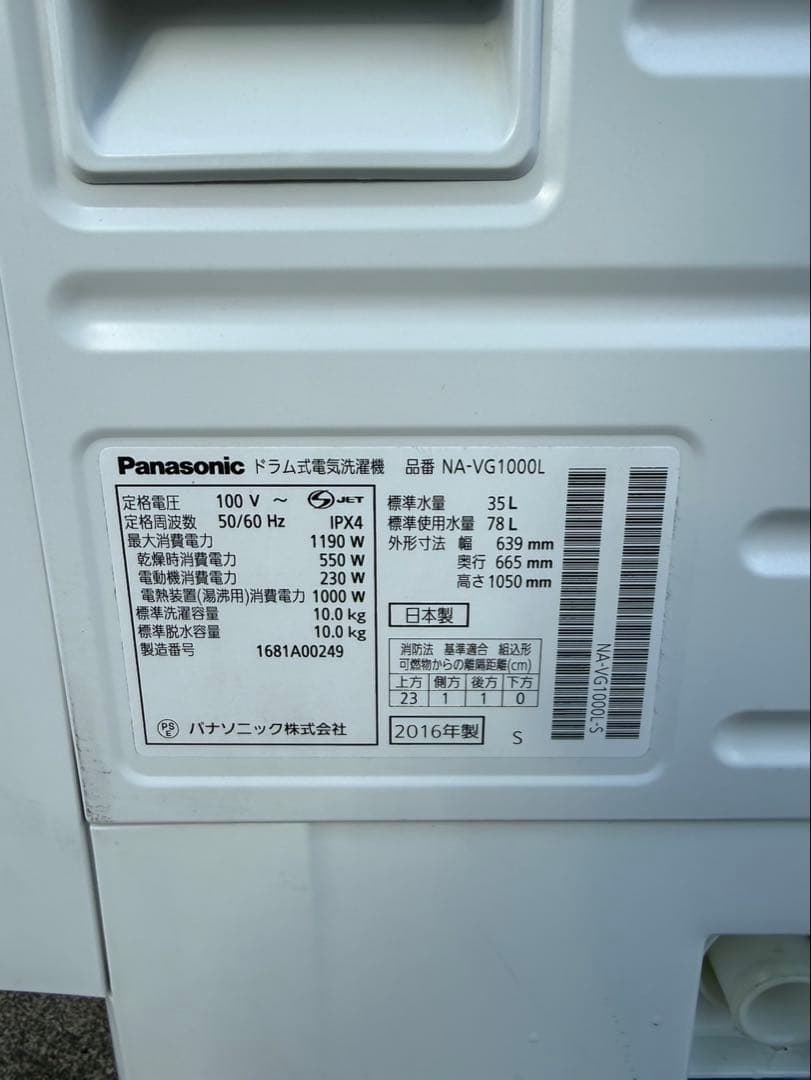 Panasonic ドラム式電気洗濯機 品番 NA-VG1000L
定格電圧 100 V ～ S JET
定格周波数 50/60 Hz IPX4
最大消費電力 1190 W
乾燥時消費電力 550 W
電動機消費電力 230 W
電熱装置(湯沸用)消費電力 1000 W
標準洗濯容量 10.0 kg
標準脱水容量 10.0 kg
製造番号 1681A00249
PS E パナソニック株式会社
標準水量 35 L
標準使用水量 78 L
外形寸法 幅 639 mm
奥行 665 mm
高さ 1050 mm
日本製
消防法 基準適合 組込形
可燃物からの離隔距離(cm)
上方 側方 後方 下方
23 1 1 0
2016年製 S
NA-VG1000L-S